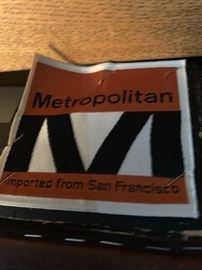 Metropolitan
M
Imported from San Francisco